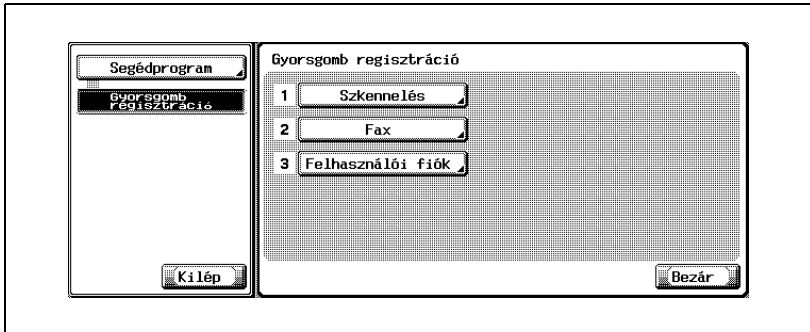 Segédprogram
Gyorsgomb
regisztráció
Kilép
Gyorsgomb regisztráció
1 Szkennelés
2 Fax
3 Felhasználói fiók
Bezár